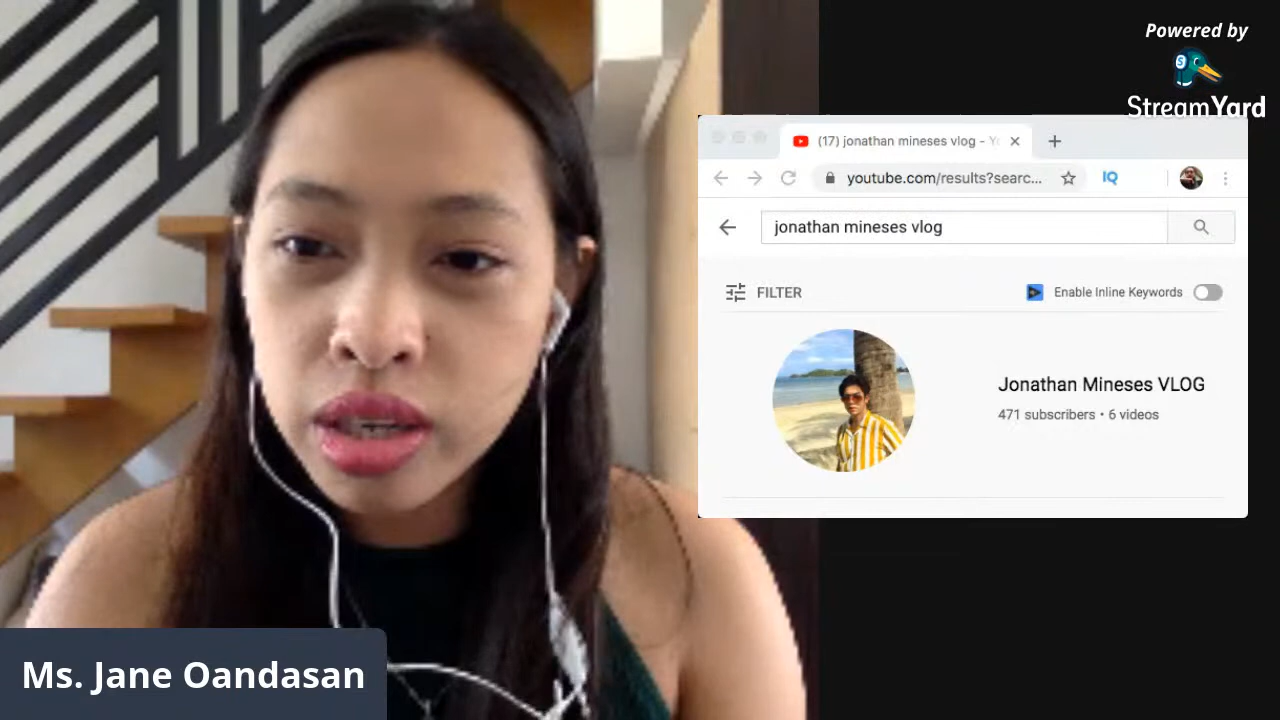 Powered by
StreamYard
(17) jonathan mineses vlog - Y
youtube.com/results?searc...
IQ
jonathan mineses vlog
FILTER
Enable Inline Keywords
Jonathan Mineses VLOG
471 subscribers • 6 videos
Ms. Jane Oandasan